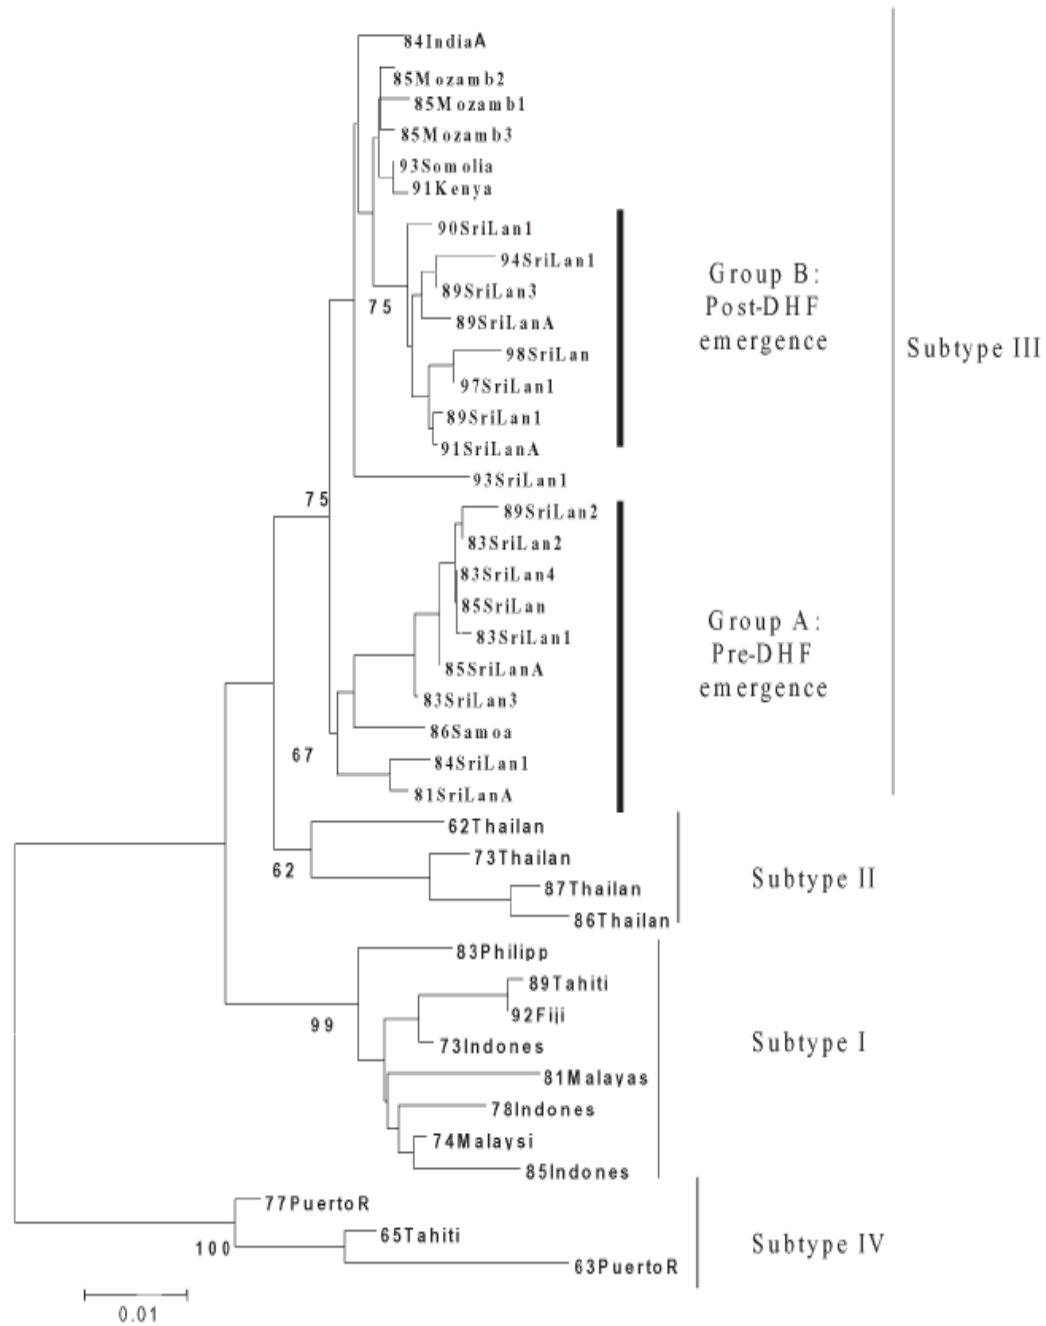 84IndiaA
85Mozamb2
85Mozamb1
85Mozamb3
93Somolia
91Kenya
90SriLan1
94SriLan1
89SriLan3
89SriLanA
98SriLan
97SriLan1
89SriLan1
91SriLanA
93SriLan1
75
Group B:
Post-DHF
emergence
Subtype III
75
89SriLan2
83SriLan2
83SriLan4
85SriLan
83SriLan1
85SriLanA
83SriLan3
86Samoa
84SriLan1
81SriLanA
67
Group A:
Pre-DHF
emergence
62Thailan
73Thailan
87Thailan
86Thailan
62
Subtype II
83Philipp
89Tahiti
92Fiji
73Indones
81Malayas
78Indones
74Malaysi
85Indones
99
Subtype I
77PuertoR
65Tahiti
63PuertoR
100
Subtype IV
0.01